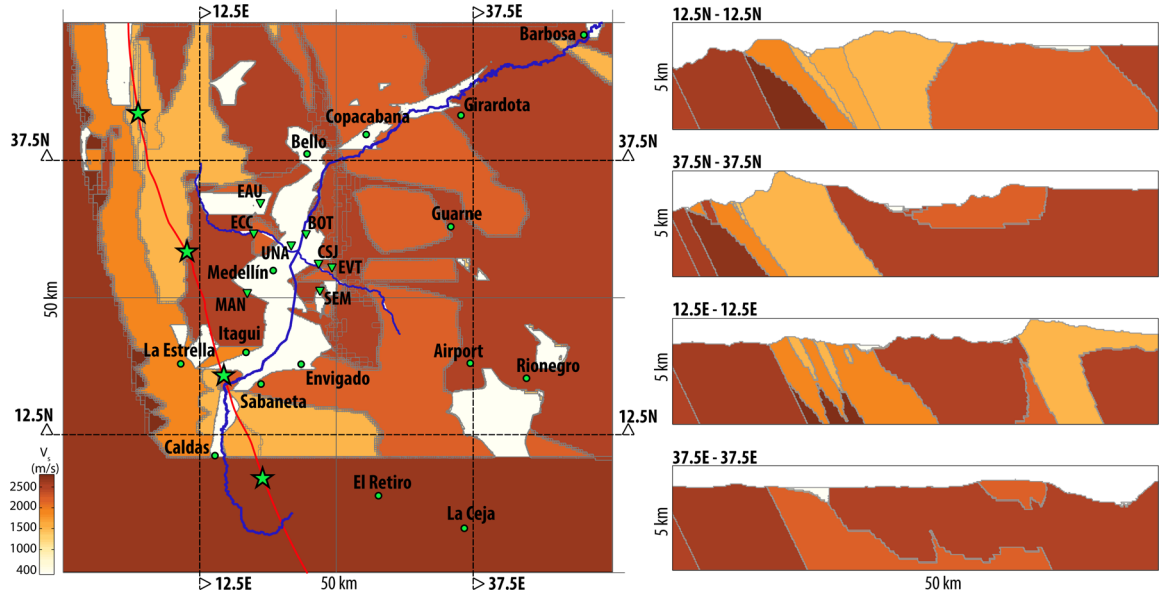 12.5E
37.5E
Barbosa
Girardota
Copacabana
37.5N
37.5N
Bello
EAU
ECC
BOT
Guarne
UNA
CSJ
EVT
Medellín
MAN
SEM
50 km
Itagui
La Estrella
Airport
Rionegro
Envigado
Sabaneta
12.5N
12.5N
Caldas
Vs
(m/s)
2500
2000
1500
1000
400
El Retiro
La Ceja
12.5E
50 km
37.5E
12.5N - 12.5N
5 km
37.5N - 37.5N
5 km
12.5E - 12.5E
5 km
37.5E - 37.5E
5 km
50 km